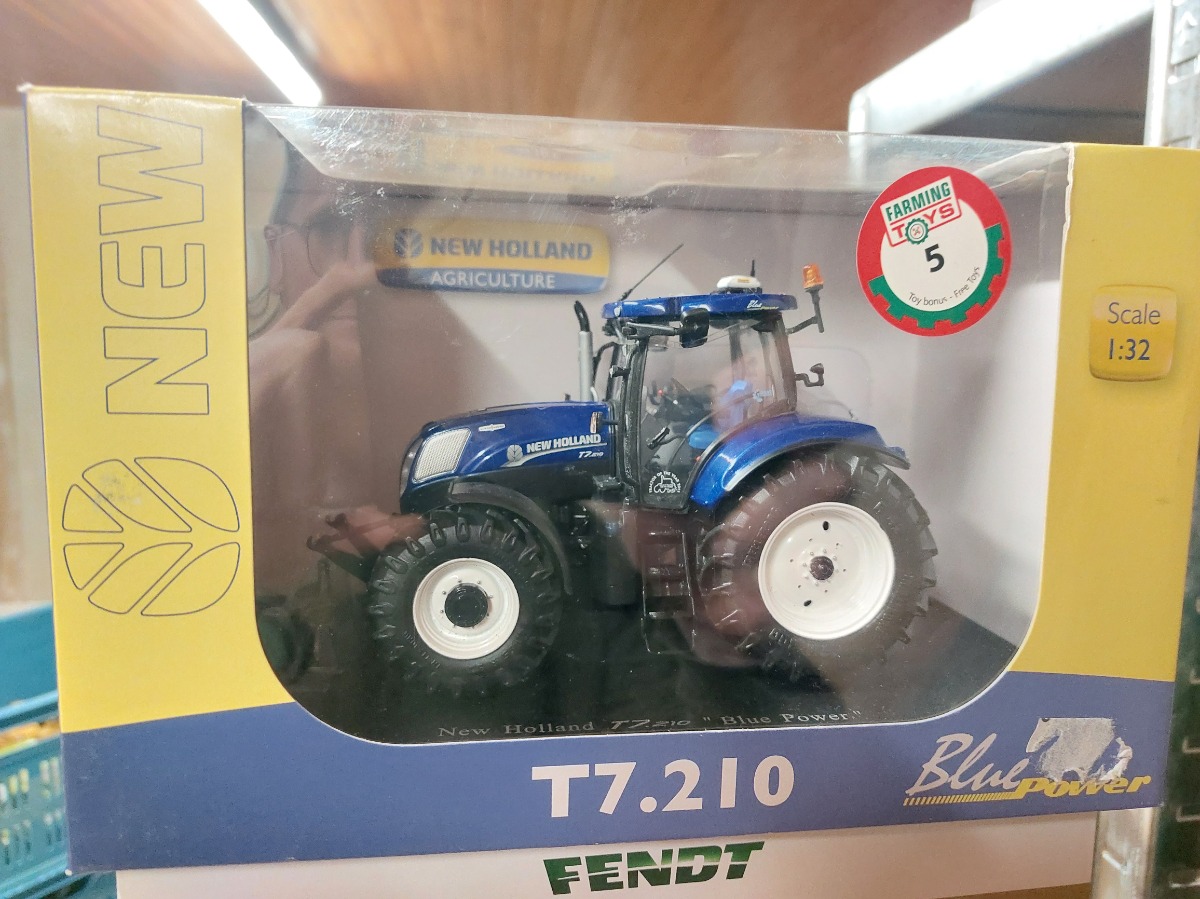 NEW
NEW HOLLAND
AGRICULTURE
FARMING
TOYS
5
Toy bonus - Free Toys
Scale
1:32
Blue
NEW HOLLAND
T7.210
New Holland T7.210 "Blue Power"
T7.210
Blue
Power
FENDT